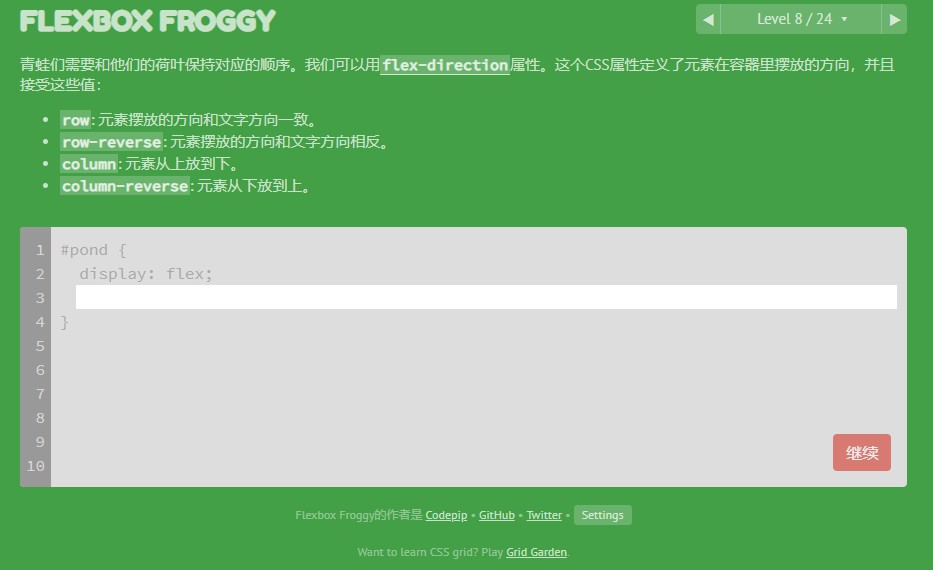 FLEXBOX FROGGY
◀ Level 8 / 24 ▾ ▶
青蛙们需要和他们的荷叶保持对应的顺序。我们可以用flex-direction属性。这个CSS属性定义了元素在容器里摆放的方向，并且
接受这些值：
• row: 元素摆放的方向和文字方向一致。
• row-reverse: 元素摆放的方向和文字方向相反。
• column: 元素从上放到下。
• column-reverse: 元素从下放到上。
1 #pond {
2 display: flex;
3
4 }
5
6
7
8
9
10
继续
Flexbox Froggy的作者是 Codepip • GitHub • Twitter • Settings
Want to learn CSS grid? Play Grid Garden.